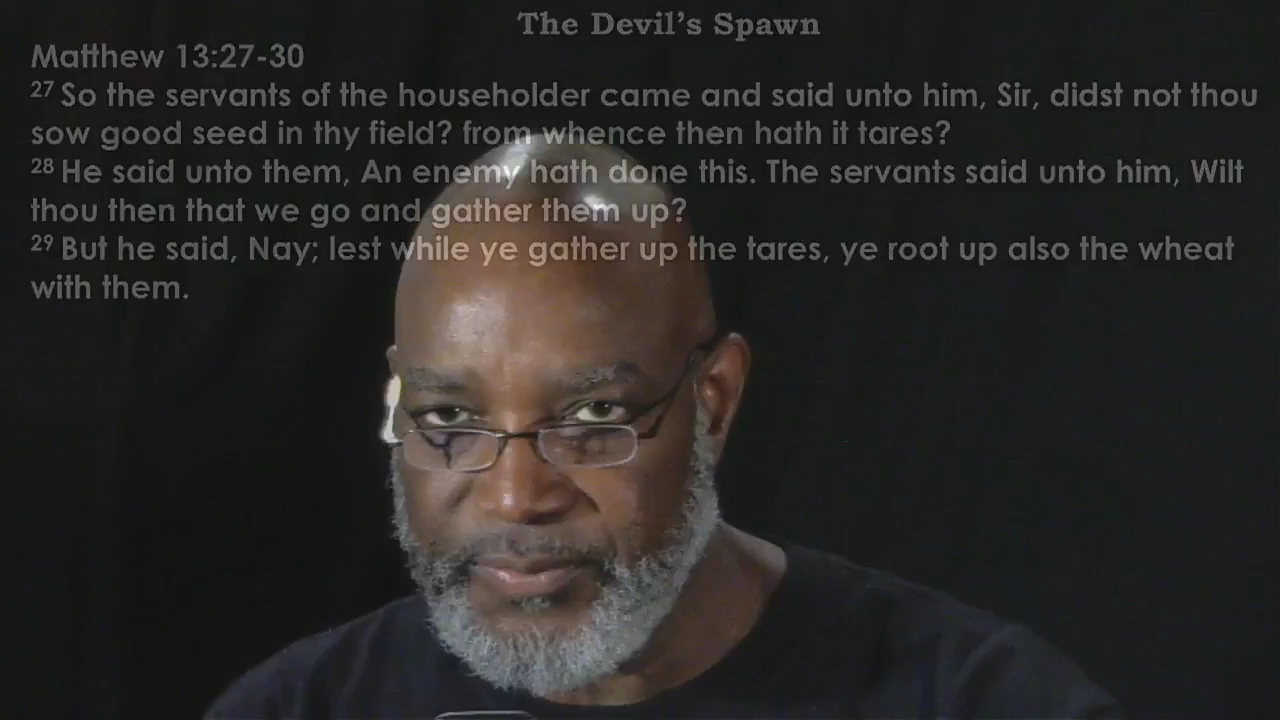 The Devil’s Spawn
Matthew 13:27-30
27 So the servants of the householder came and said unto him, Sir, didst not thou
sow good seed in thy field? from whence then hath it tares?
28 He said unto them, An enemy hath done this. The servants said unto him, Wilt
thou then that we go and gather them up?
29 But he said, Nay; lest while ye gather up the tares, ye root up also the wheat
with them.